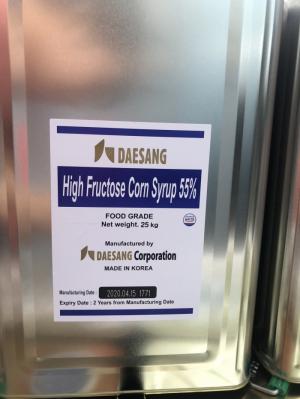 DAESANG
High Fructose Corn Syrup 55%
FOOD GRADE
Net weight. 25 kg
Manufactured by
DAESANG Corporation
MADE IN KOREA
Manufacturing Date : 2020.04.15 1771
Expiry Date : 2 Years from Manufacturing Date